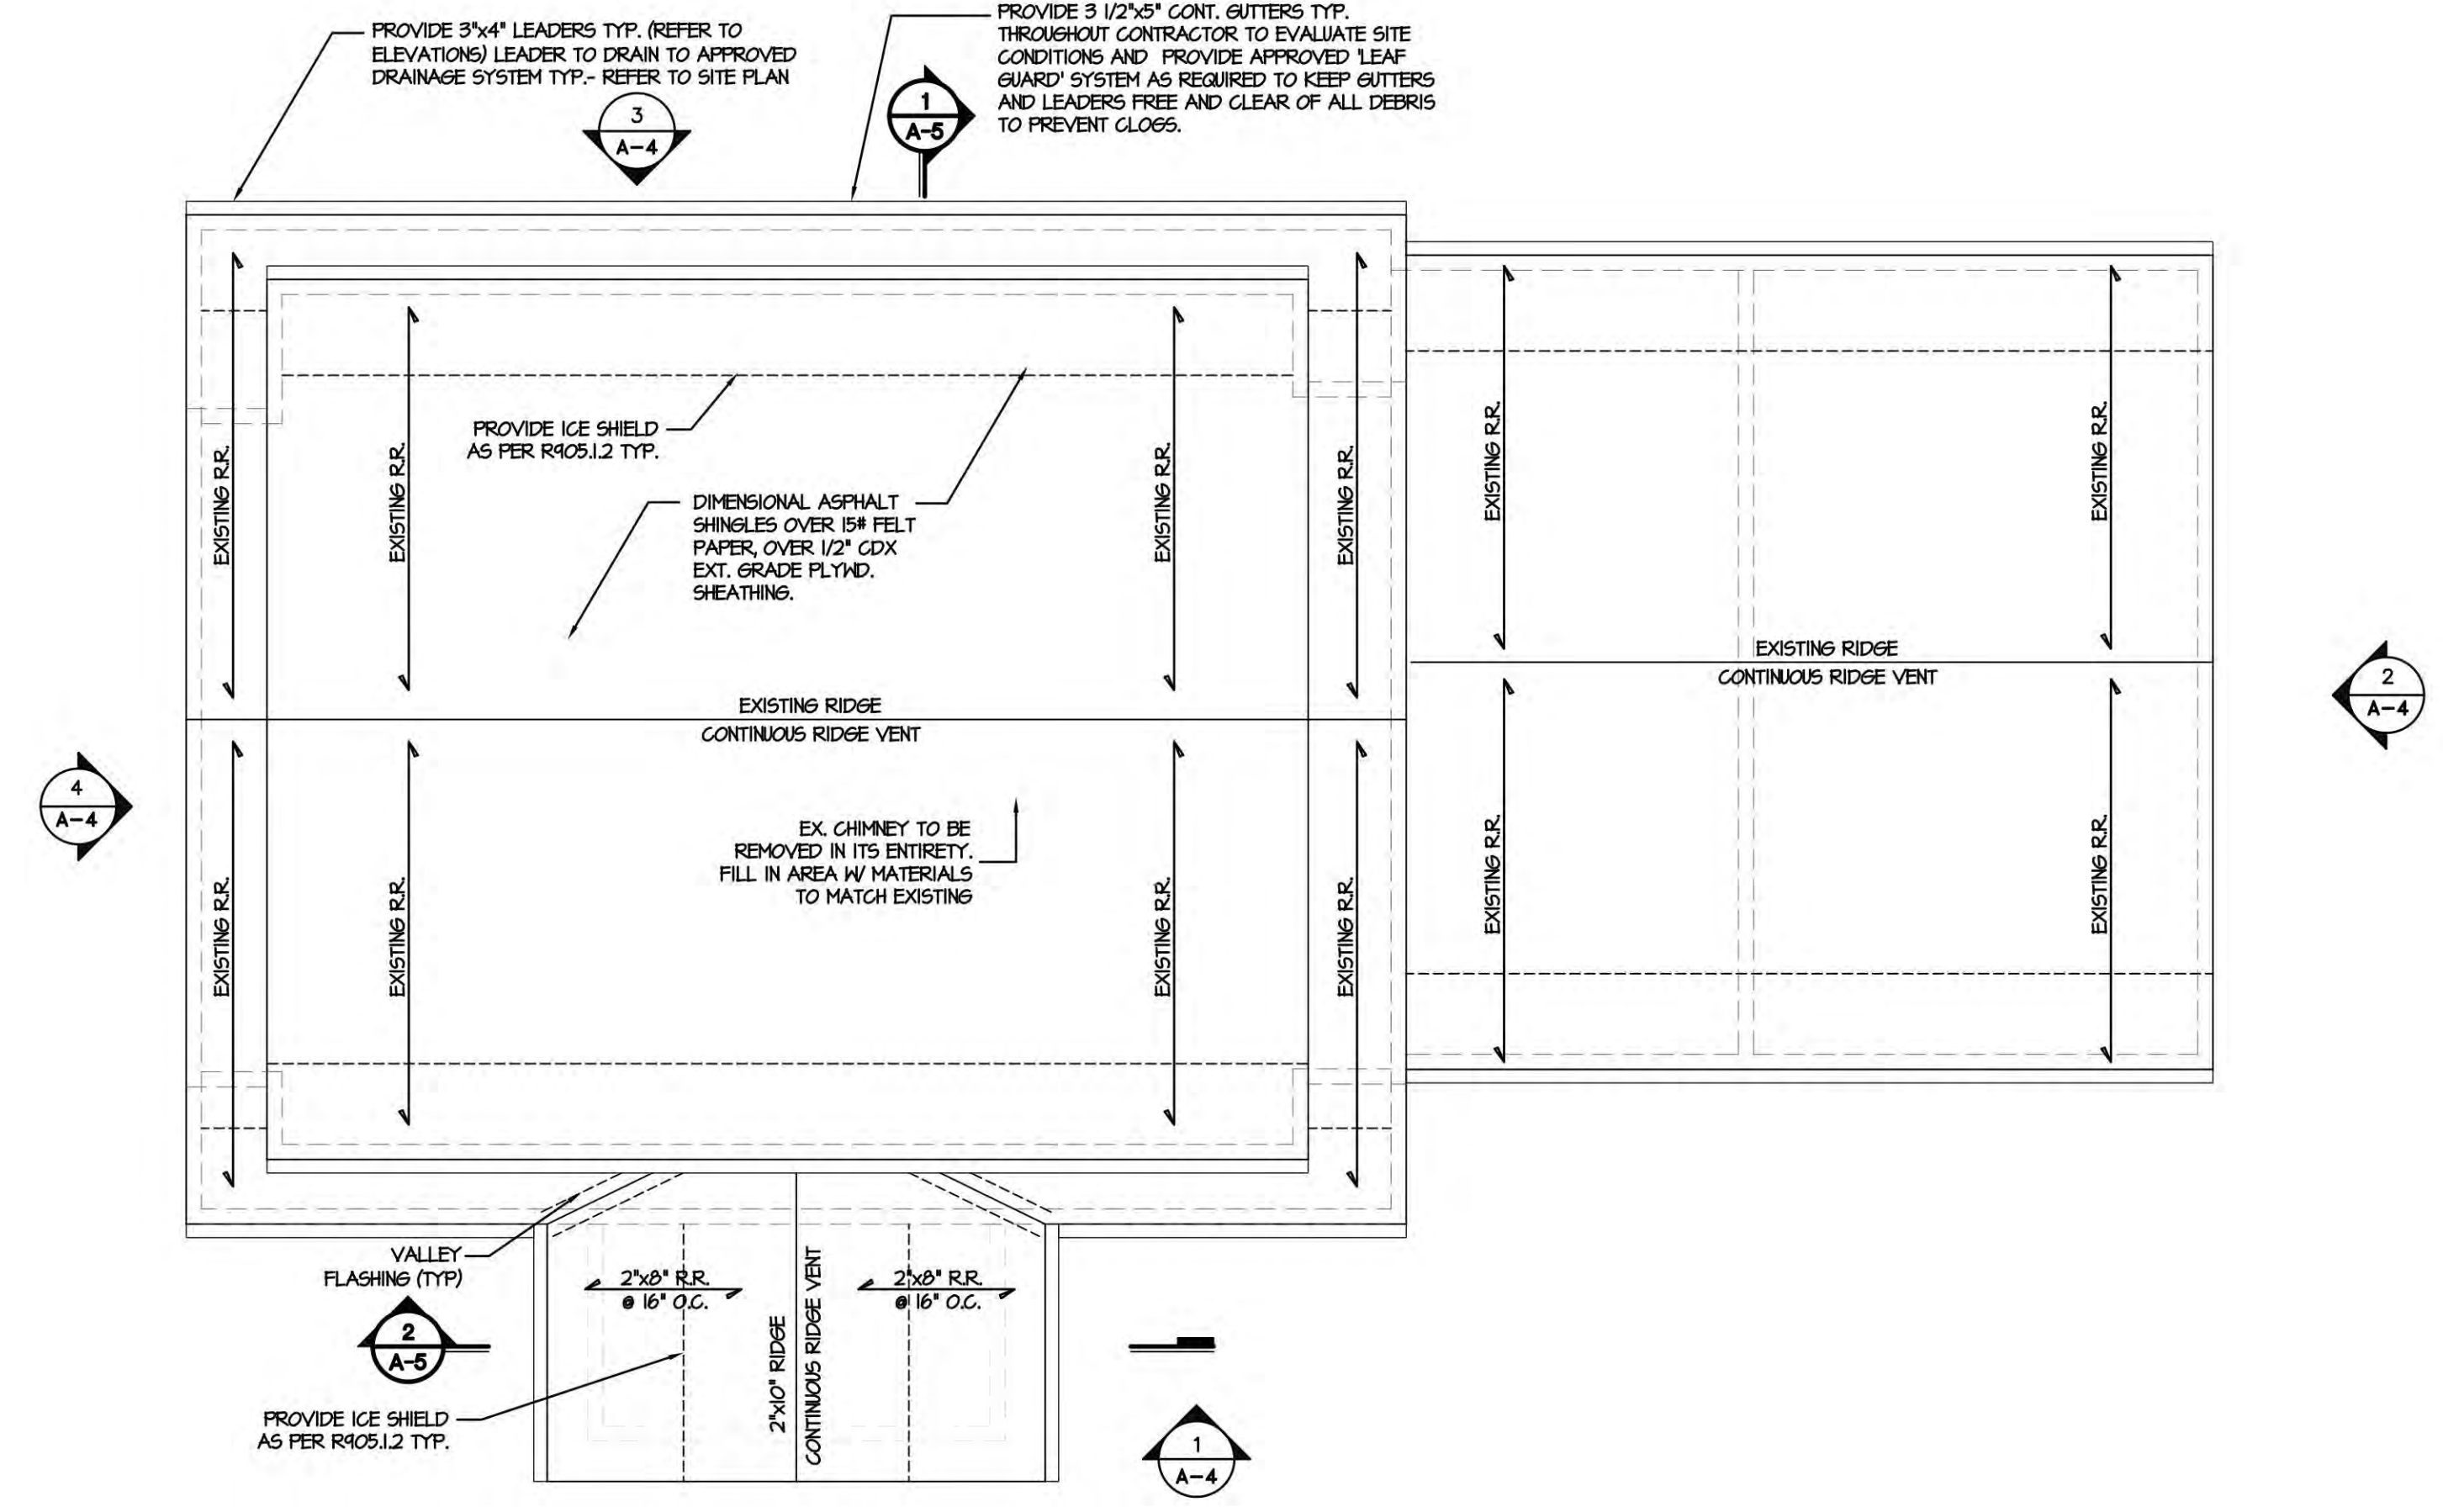 PROVIDE 3"x4" LEADERS TYP. (REFER TO
ELEVATIONS) LEADER TO DRAIN TO APPROVED
DRAINAGE SYSTEM TYP.- REFER TO SITE PLAN
PROVIDE 3 1/2"x5" CONT. GUTTERS TYP.
THROUGHOUT CONTRACTOR TO EVALUATE SITE
CONDITIONS AND PROVIDE APPROVED 'LEAF
GUARD' SYSTEM AS REQUIRED TO KEEP GUTTERS
AND LEADERS FREE AND CLEAR OF ALL DEBRIS
TO PREVENT CLOGS.
3
A-4
1
A-5
EXISTING R.R.
EXISTING R.R.
EXISTING R.R.
EXISTING R.R.
EXISTING R.R.
EXISTING R.R.
PROVIDE ICE SHIELD
AS PER R905.1.2 TYP.
DIMENSIONAL ASPHALT
SHINGLES OVER 15# FELT
PAPER, OVER 1/2" CDX
EXT. GRADE PLYWD.
SHEATHING.
EXISTING RIDGE
CONTINUOUS RIDGE VENT
EXISTING RIDGE
CONTINUOUS RIDGE VENT
2
A-4
4
A-4
EX. CHIMNEY TO BE
REMOVED IN ITS ENTIRETY.
FILL IN AREA W/ MATERIALS
TO MATCH EXISTING
EXISTING R.R.
EXISTING R.R.
EXISTING R.R.
EXISTING R.R.
EXISTING R.R.
EXISTING R.R.
VALLEY
FLASHING (TYP)
2"x8" R.R.
@ 16" O.C.
2"x8" R.R.
@ 16" O.C.
2"x10" RIDGE
CONTINUOUS RIDGE VENT
2
A-5
PROVIDE ICE SHIELD
AS PER R905.1.2 TYP.
1
A-4